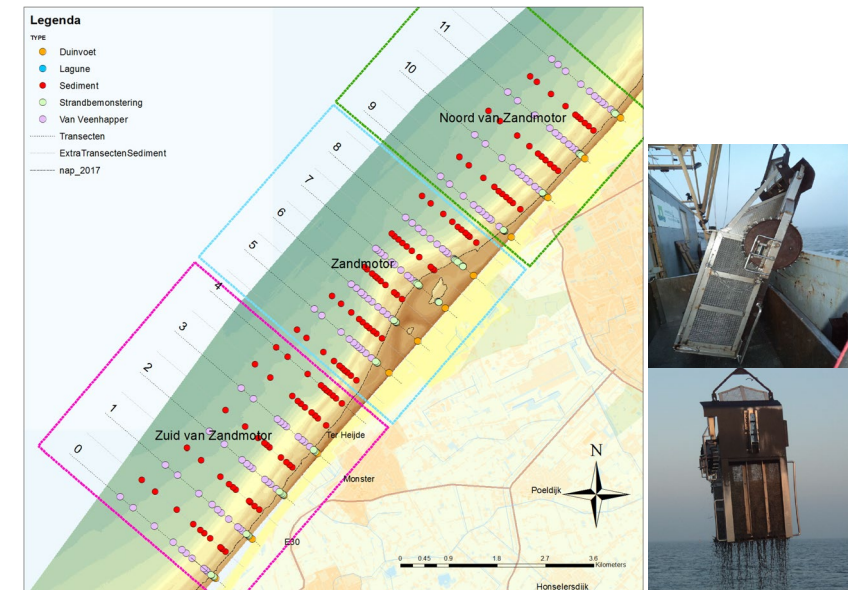 Legenda
TYPE
Duinvoet
Lagune
Sediment
Strandbemonstering
Van Veenhapper
Transecten
ExtraTransectenSediment
nap_2017
11
10
9
Noord van Zandmotor
8
7
6
Zandmotor
5
4
3
2
1
Zuid van Zandmotor
0
Ter Heijde
Monster
N
Poeldijk
E30
0 0.45 0.9 1.8 2.7 3.6
Kilometers
Honselersdijk